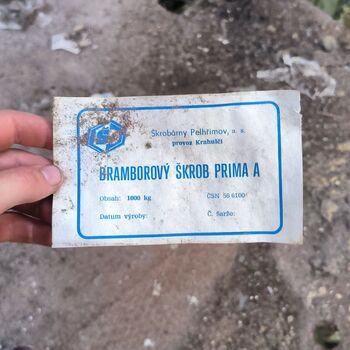 Škrobárny Pelhřimov, a. s.
provoz Krahulčí
BRAMBOROVÝ ŠKROB PRIMA A
Obsah: 1000 kg ČSN 56 6100
Datum výroby: Č. šarže: